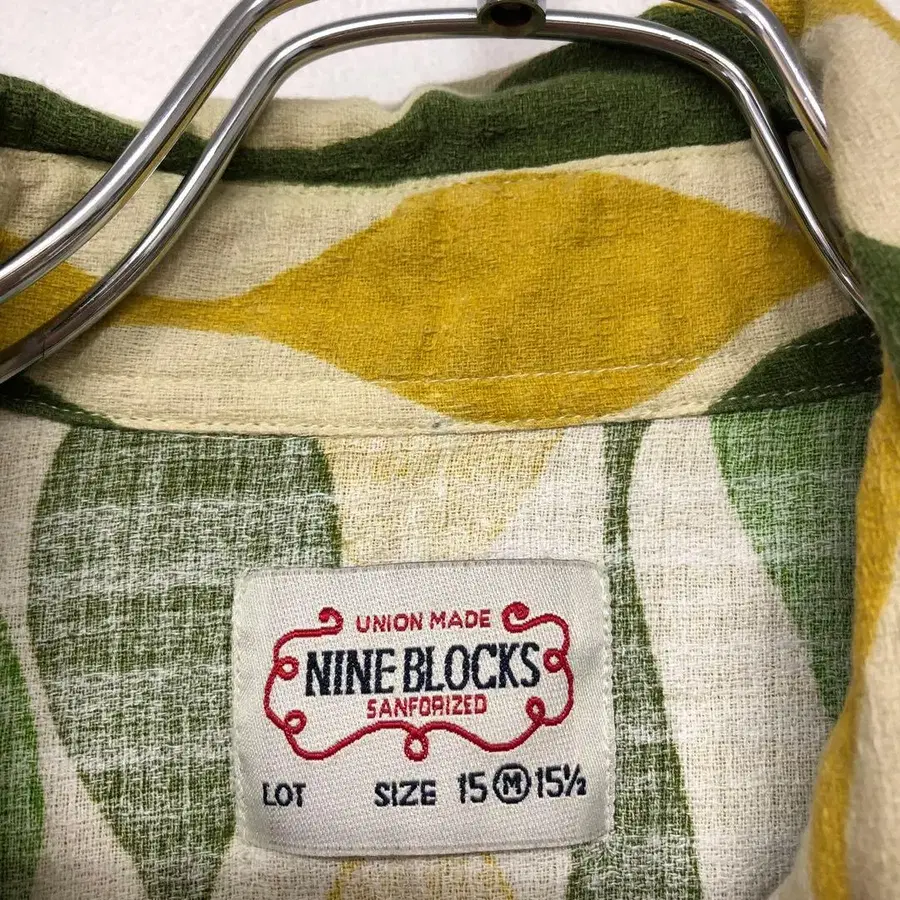 UNION MADE
NINE BLOCKS
SANFORIZED
LOT SIZE 15 M 15½